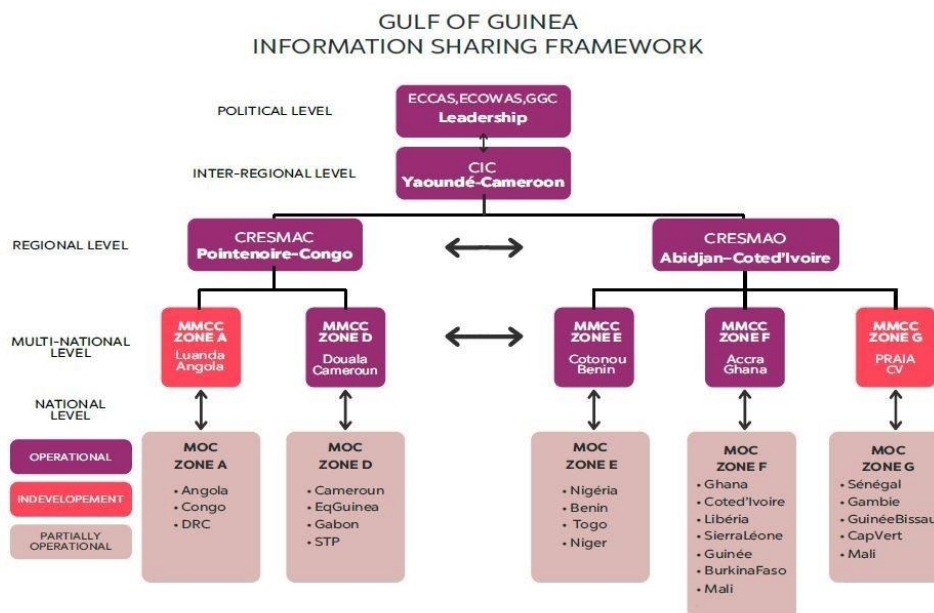 GULF OF GUINEA
INFORMATION SHARING FRAMEWORK
POLITICAL LEVEL
ECCAS,ECOWAS,GGC
Leadership
INTER-REGIONAL LEVEL
CIC
Yaoundé-Cameroon
REGIONAL LEVEL
CRESMAC
Pointenoire-Congo
CRESMAO
Abidjan-Coted'Ivoire
MULTI-NATIONAL
LEVEL
MMCC
ZONE A
Luanda
Angola
MMCC
ZONE D
Douala
Cameroun
MMCC
ZONE E
Cotonou
Benin
MMCC
ZONE F
Accra
Ghana
MMCC
ZONE G
PRAIA
CV
NATIONAL
LEVEL
OPERATIONAL
INDEVELOPEMENT
PARTIALLY
OPERATIONAL
MOC
ZONE A
• Angola
• Congo
• DRC
MOC
ZONE D
• Cameroun
• EqGuinea
• Gabon
• STP
MOC
ZONE E
• Nigéria
• Benin
• Togo
• Niger
MOC
ZONE F
• Ghana
• Coted'Ivoire
• Libéria
• SierraLéone
• Guinée
• BurkinaFaso
• Mali
MOC
ZONE G
• Sénégal
• Gambie
• GuinéeBissau
• CapVert
• Mali